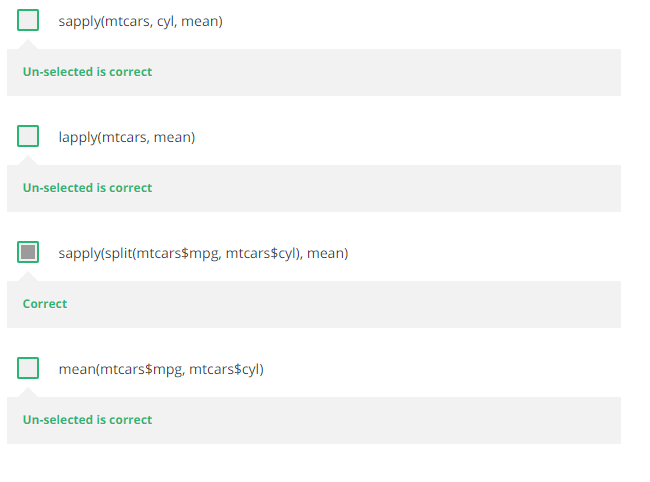 sapply(mtcars, cyl, mean)
Un-selected is correct
lapply(mtcars, mean)
Un-selected is correct
sapply(split(mtcars$mpg, mtcars$cyl), mean)
Correct
mean(mtcars$mpg, mtcars$cyl)
Un-selected is correct